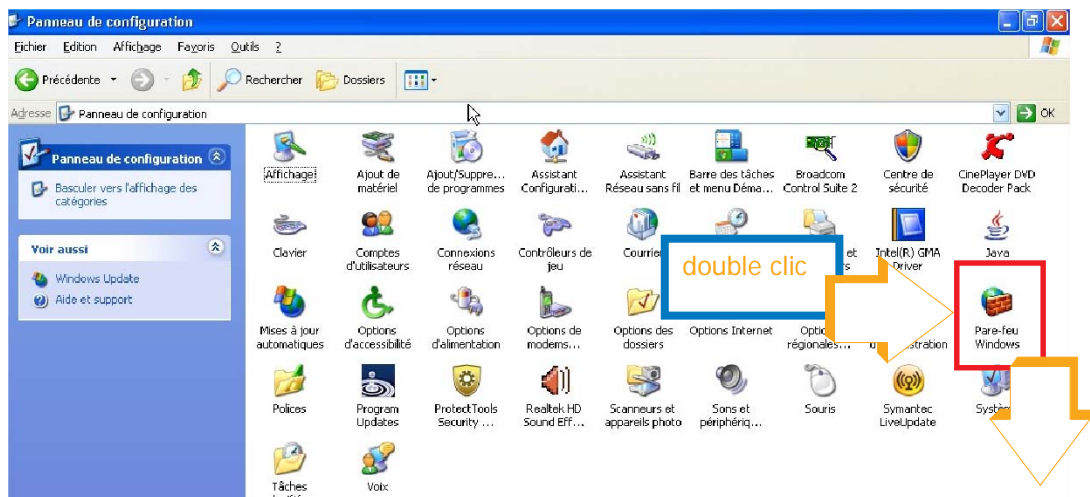 Panneau de configuration
Fichier Edition Affichage Favoris Outils ?
Précédente Rechercher Dossiers
Adresse Panneau de configuration OK
Panneau de configuration
Basculer vers l'affichage des
catégories
Voir aussi
Windows Update
Aide et support
Affichage
Ajout de
matériel
Ajout/Suppre...
de programmes
Assistant
Configurati...
Assistant
Réseau sans fil
Barre des tâches
et menu Déma...
Broadcom
Control Suite 2
Centre de
sécurité
CinePlayer DVD
Decoder Pack
Clavier
Comptes
d'utilisateurs
Connexions
réseau
Contrôleurs de
jeu
double clic
et
Intel(R) GMA
Driver
Java
Mises à jour
automatiques
Options
d'accessibilité
Options
d'alimentation
Options de
modems...
Options des
dossiers
Options Internet
régionales...
Pare-feu
Windows
Polices
Program
Updates
ProtectTools
Security ...
Realtek HD
Sound Eff...
Scanneurs et
appareils photo
Sons et
périphériq...
Souris
Symantec
LiveUpdate
Tâches
Voix